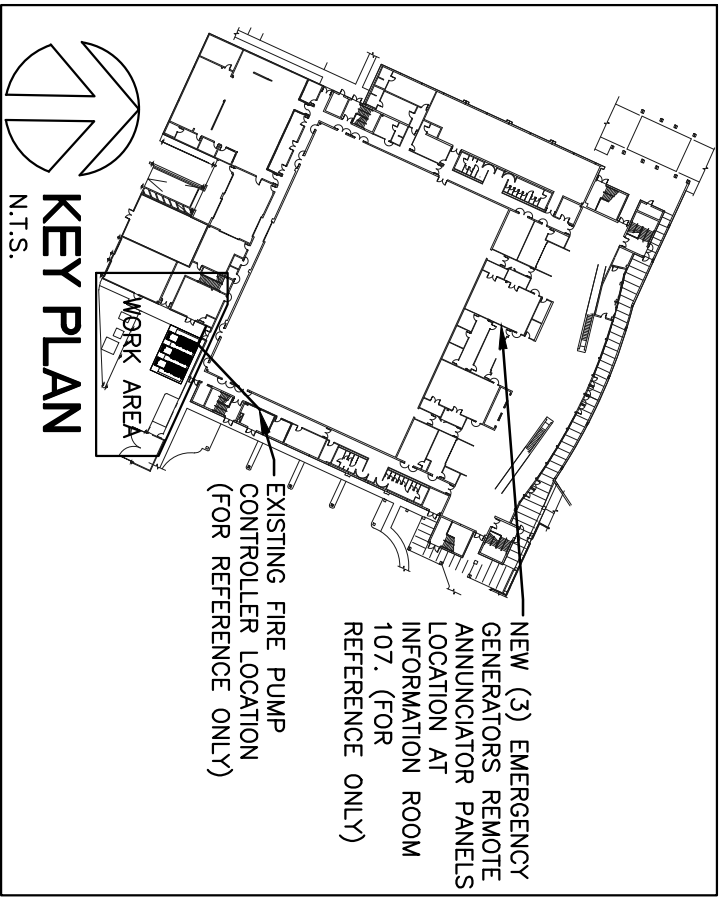 NEW (3) EMERGENCY
GENERATORS REMOTE
ANNUNCIATOR PANELS
LOCATION AT
INFORMATION ROOM
107. (FOR
REFERENCE ONLY)
EXISTING FIRE PUMP
CONTROLLER LOCATION
(FOR REFERENCE ONLY)
WORK AREA
KEY PLAN
N.T.S.